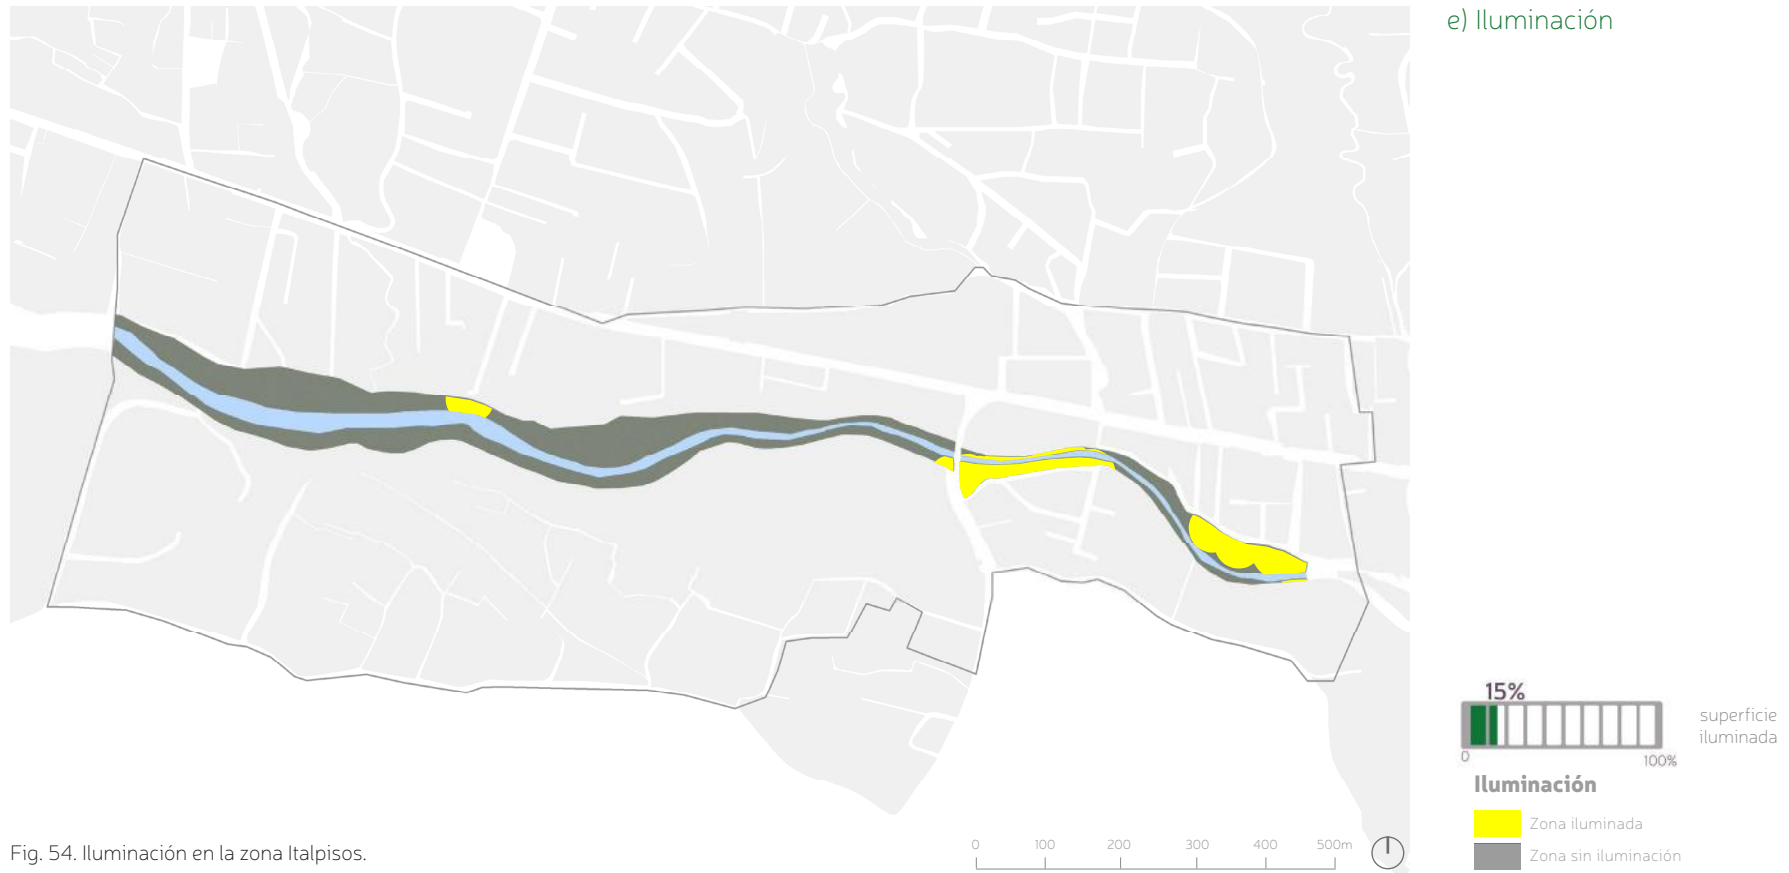 e) Iluminación
15%
superficie
iluminada
0
100%
Iluminación
Zona iluminada
Zona sin iluminación
0 100 200 300 400 500m
Fig. 54. Iluminación en la zona Italpisos.